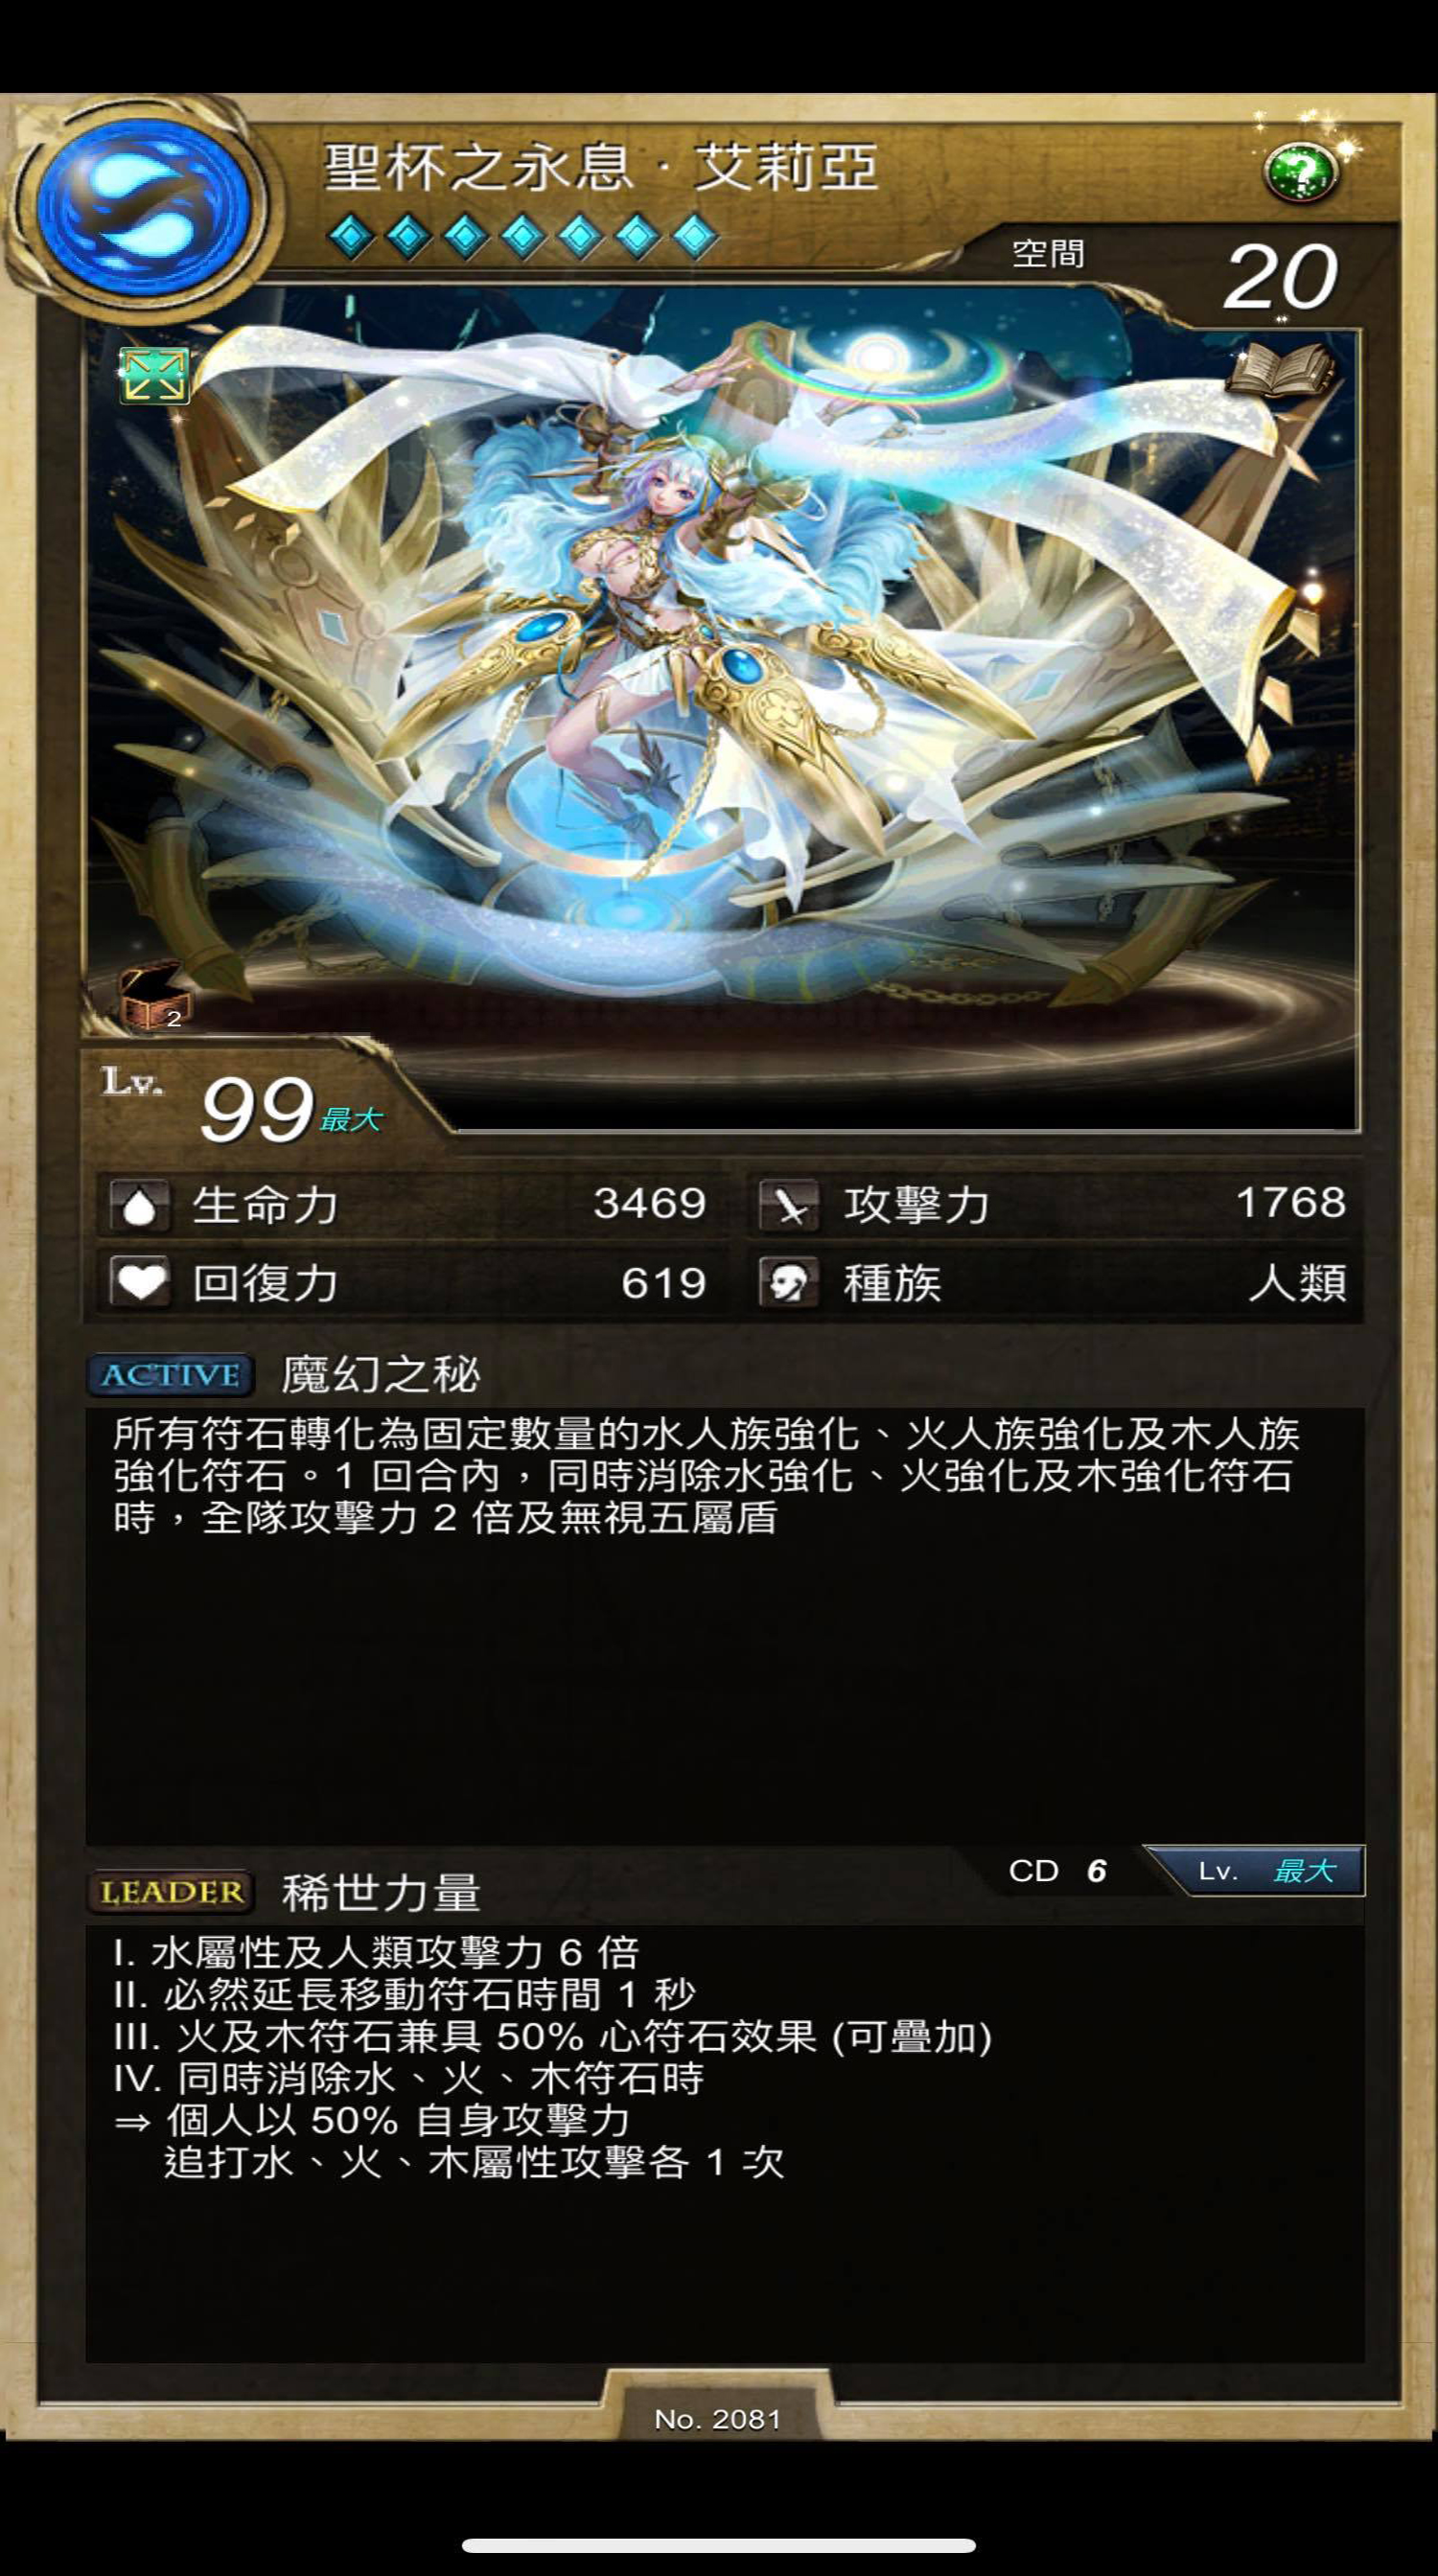 聖杯之永息‧艾莉亞
空間 20
2
Lv. 99 最大
生命力 3469 攻擊力 1768
回復力 619 種族 人類
ACTIVE 魔幻之秘
所有符石轉化為固定數量的水人族強化、火人族強化及木人族
強化符石。1 回合內，同時消除水強化、火強化及木強化符石
時，全隊攻擊力 2 倍及無視五屬盾
CD 6 Lv. 最大
LEADER 稀世力量
I. 水屬性及人類攻擊力 6 倍
II. 必然延長移動符石時間 1 秒
III. 火及木符石兼具 50% 心符石效果 (可疊加)
IV. 同時消除水、火、木符石時
⇒ 個人以 50% 自身攻擊力
追打水、火、木屬性攻擊各 1 次
No. 2081